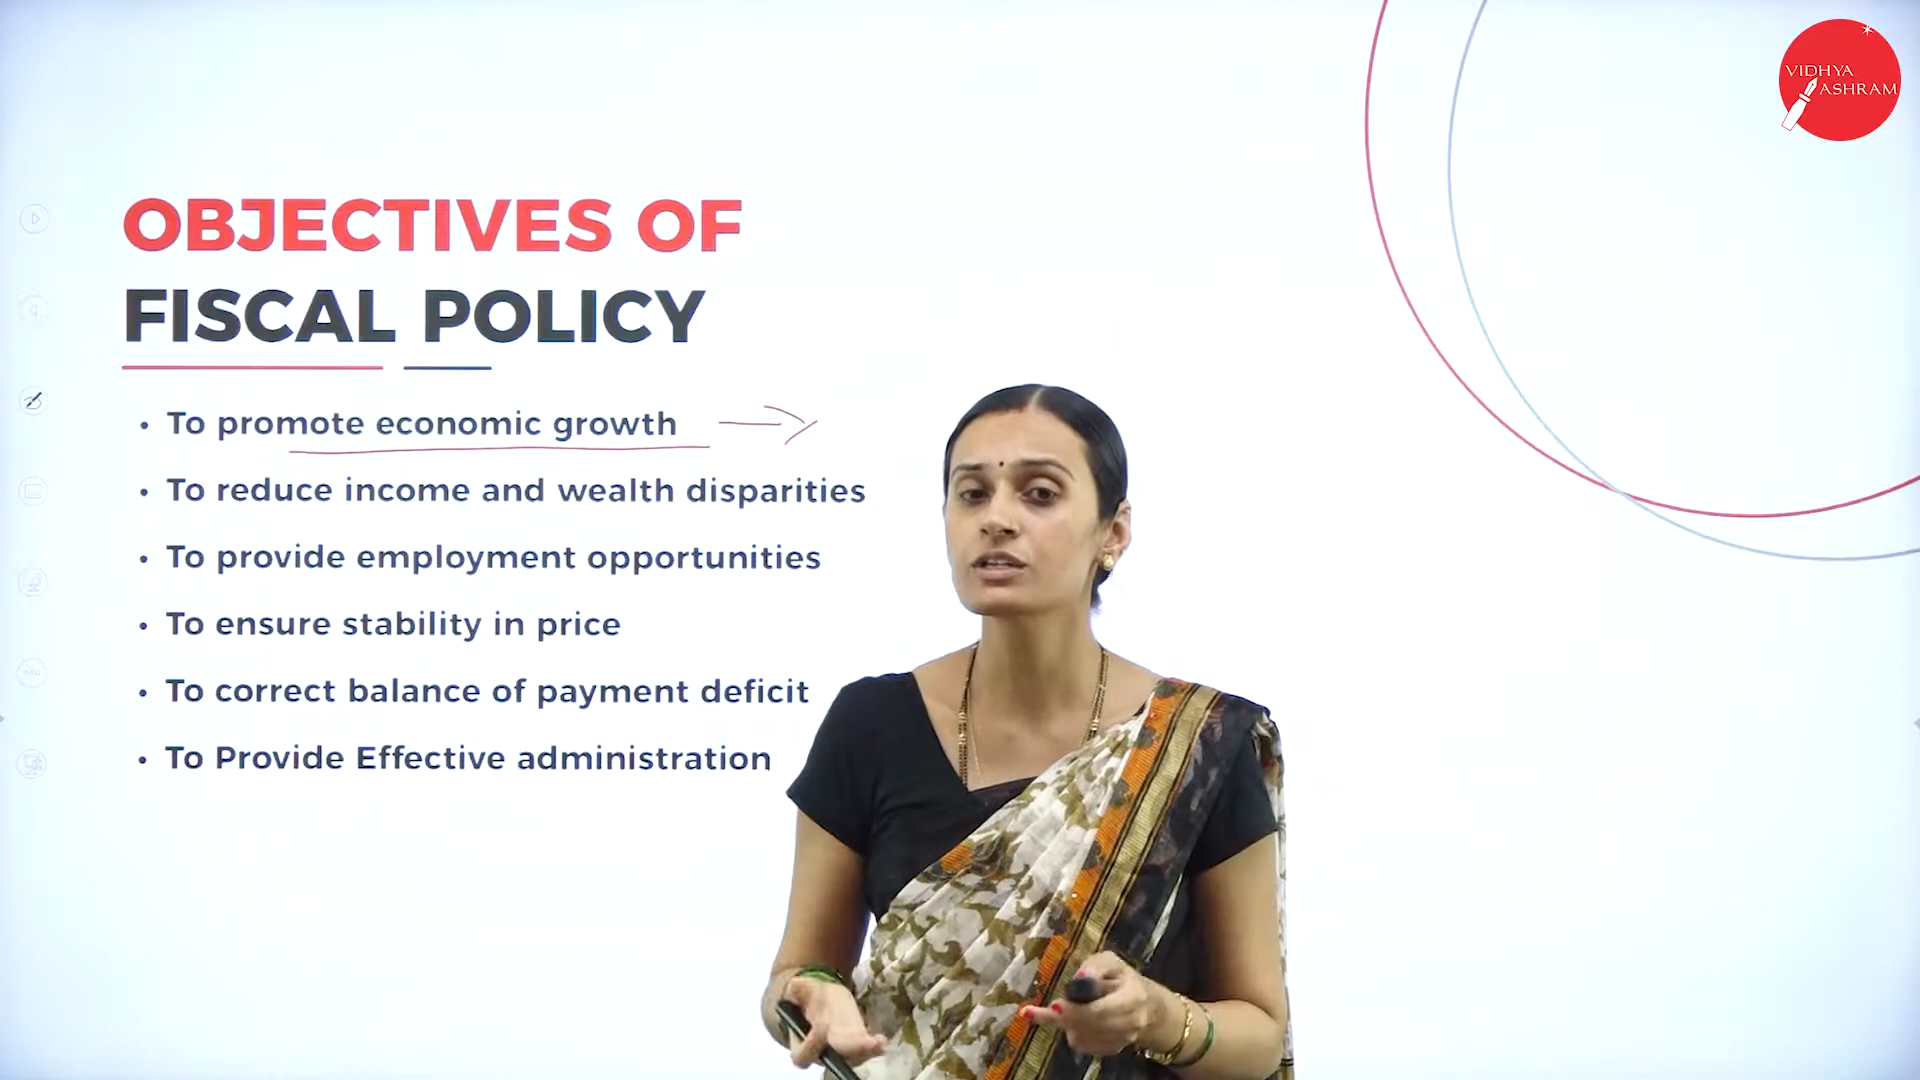 VIDHYA
ASHRAM
OBJECTIVES OF
FISCAL POLICY
• To promote economic growth
• To reduce income and wealth disparities
• To provide employment opportunities
• To ensure stability in price
• To correct balance of payment deficit
• To Provide Effective administration